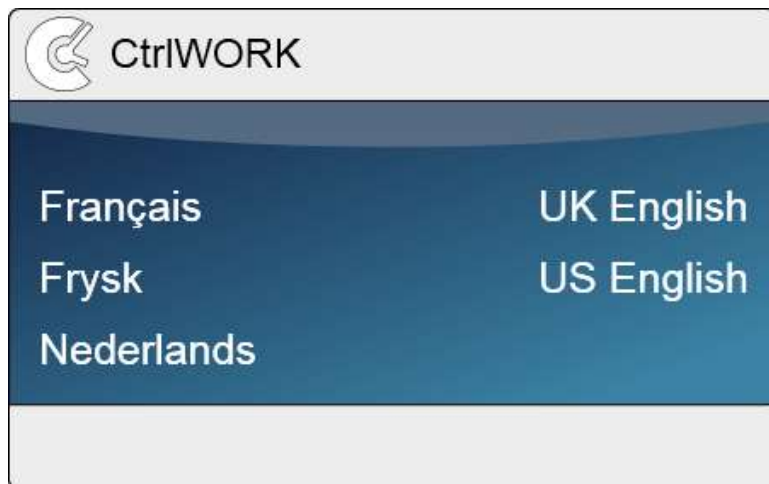 CtrlWORK
Français
UK English
Frysk
US English
Nederlands